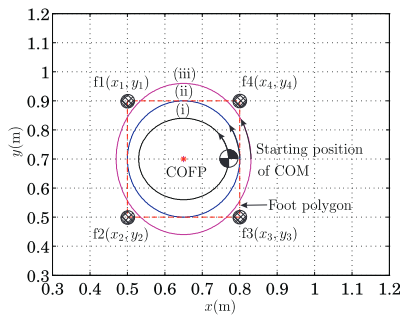 1.2
1.1
1
0.9
0.8
0.7
0.6
0.5
0.4
0.3
y(m)
(iii)
f1(x₁, y₁) (ii) f4(x₄, y₄)
(i)
Starting position
of COM
COFP
Foot polygon
f2(x₂, y₂) f3(x₃, y₃)
0.3 0.4 0.5 0.6 0.7 0.8 0.9 1 1.1 1.2
x(m)